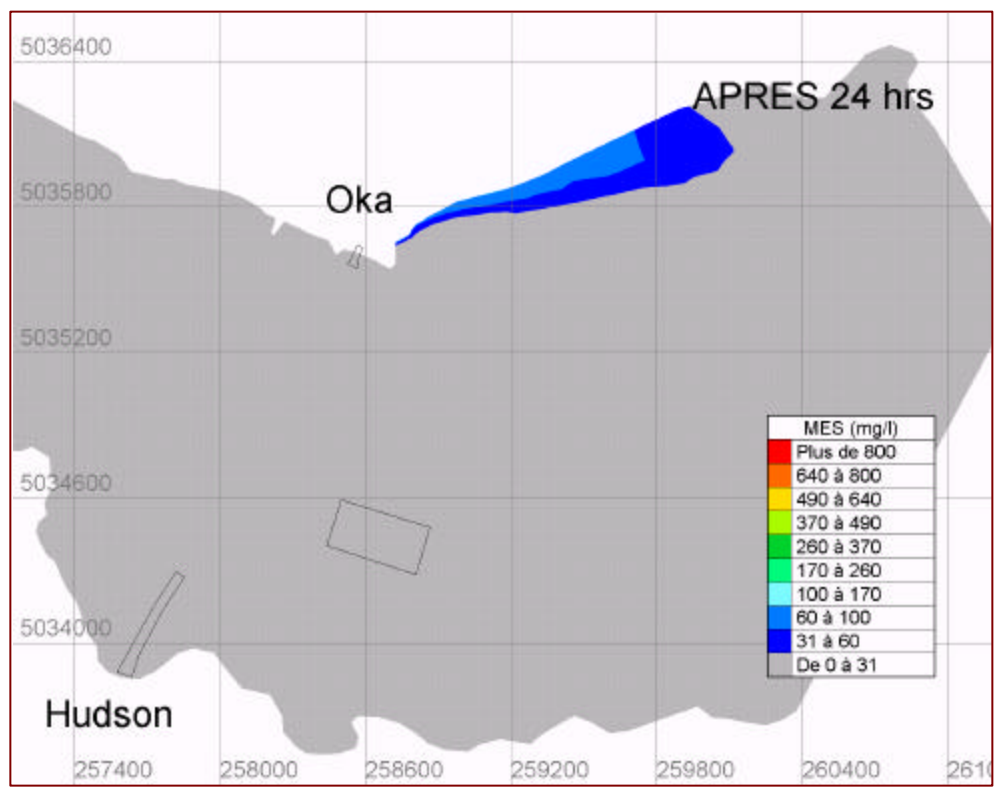 5036400
APRES 24 hrs
5035800
Oka
5035200
MES (mg/l)
Plus de 800
640 à 800
490 à 640
370 à 490
260 à 370
170 à 260
100 à 170
60 à 100
31 à 60
De 0 à 31
5034600
5034000
Hudson
257400
258000
258600
259200
259800
260400
2610